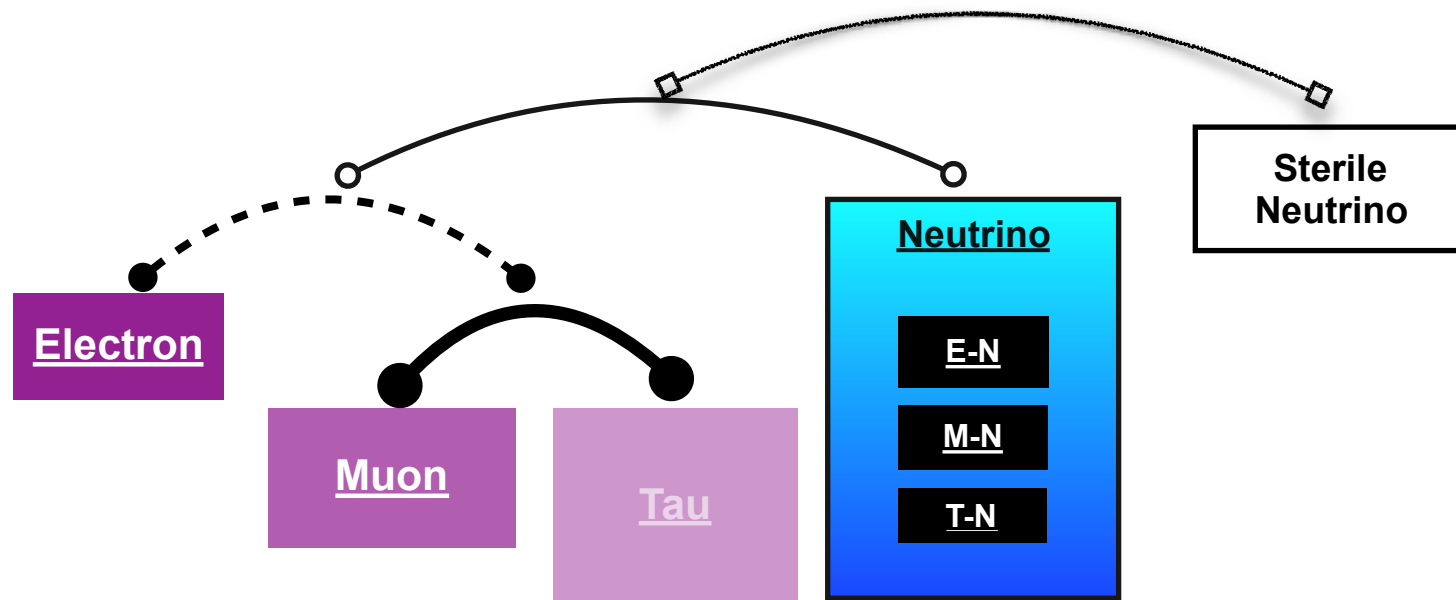 Sterile
Neutrino
Neutrino
Electron
E-N
M-N
Muon
Tau
T-N